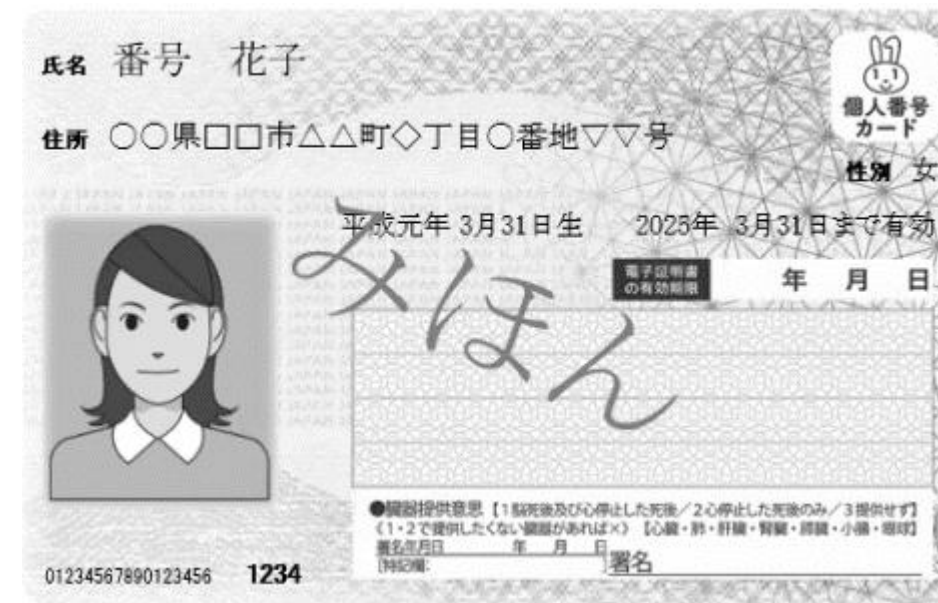 氏名 番号 花子
個人番号
カード
住所 ○○県□□市△△町◇丁目○番地▽▽号
性別 女
平成元年 3月31日生 2025年 3月31日まで有効
みほん
電子証明書
の有効期限
年 月 日
●臓器提供意思【1脳死後及び心停止した死後/2心停止した死後のみ/3提供せず】
《1・2で提供したくない臓器があれば×》【心臓・肺・肝臓・腎臓・膵臓・小腸・眼球】
署名年月日 年 月 日
[特記欄: ]署名
01234567890123456 1234